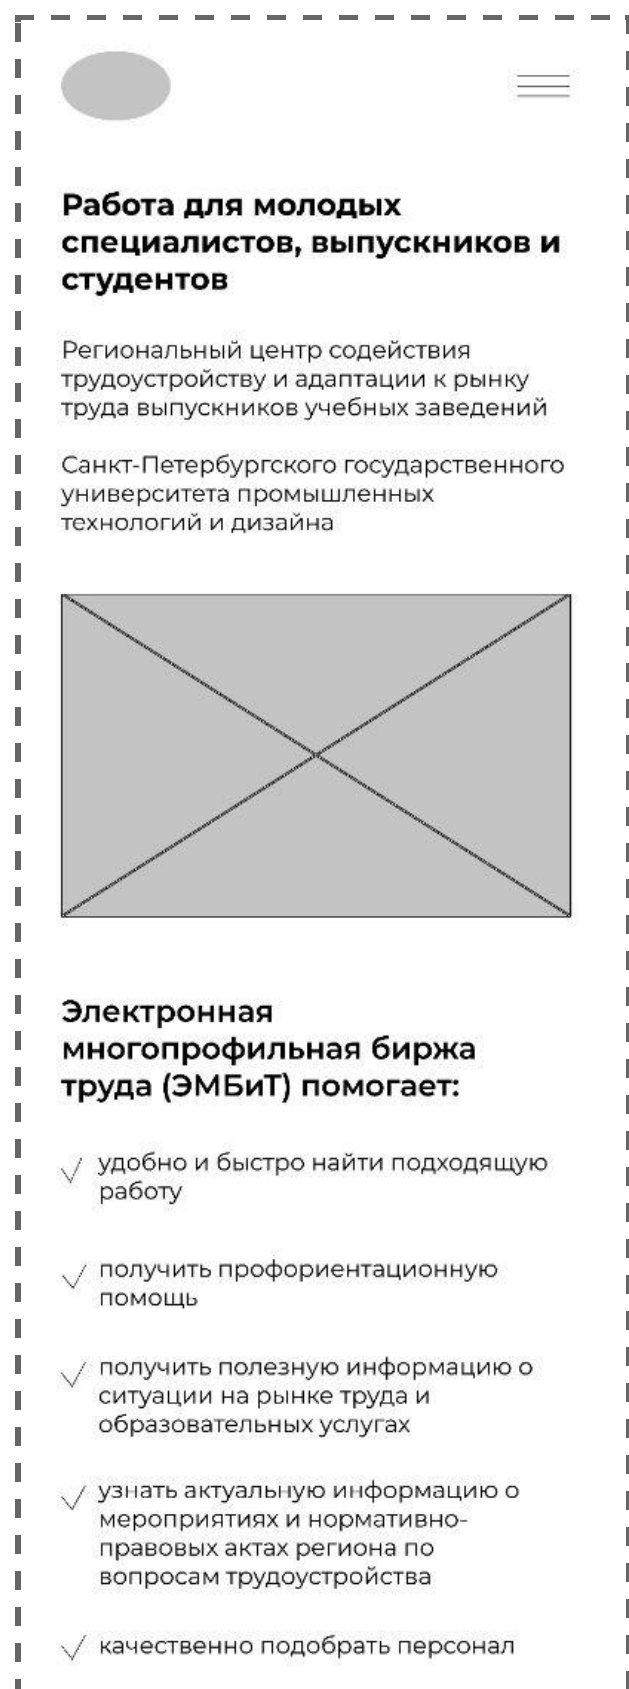 Работа для молодых
специалистов, выпускников и
студентов
Региональный центр содействия
трудоустройству и адаптации к рынку
труда выпускников учебных заведений
Санкт-Петербургского государственного
университета промышленных
технологий и дизайна
Электронная
многопрофильная биржа
труда (ЭМБиТ) помогает:
удобно и быстро найти подходящую
работу
получить профориентационную
помощь
получить полезную информацию о
ситуации на рынке труда и
образовательных услугах
узнать актуальную информацию о
мероприятиях и нормативно-
правовых актах региона по
вопросам трудоустройства
качественно подобрать персонал